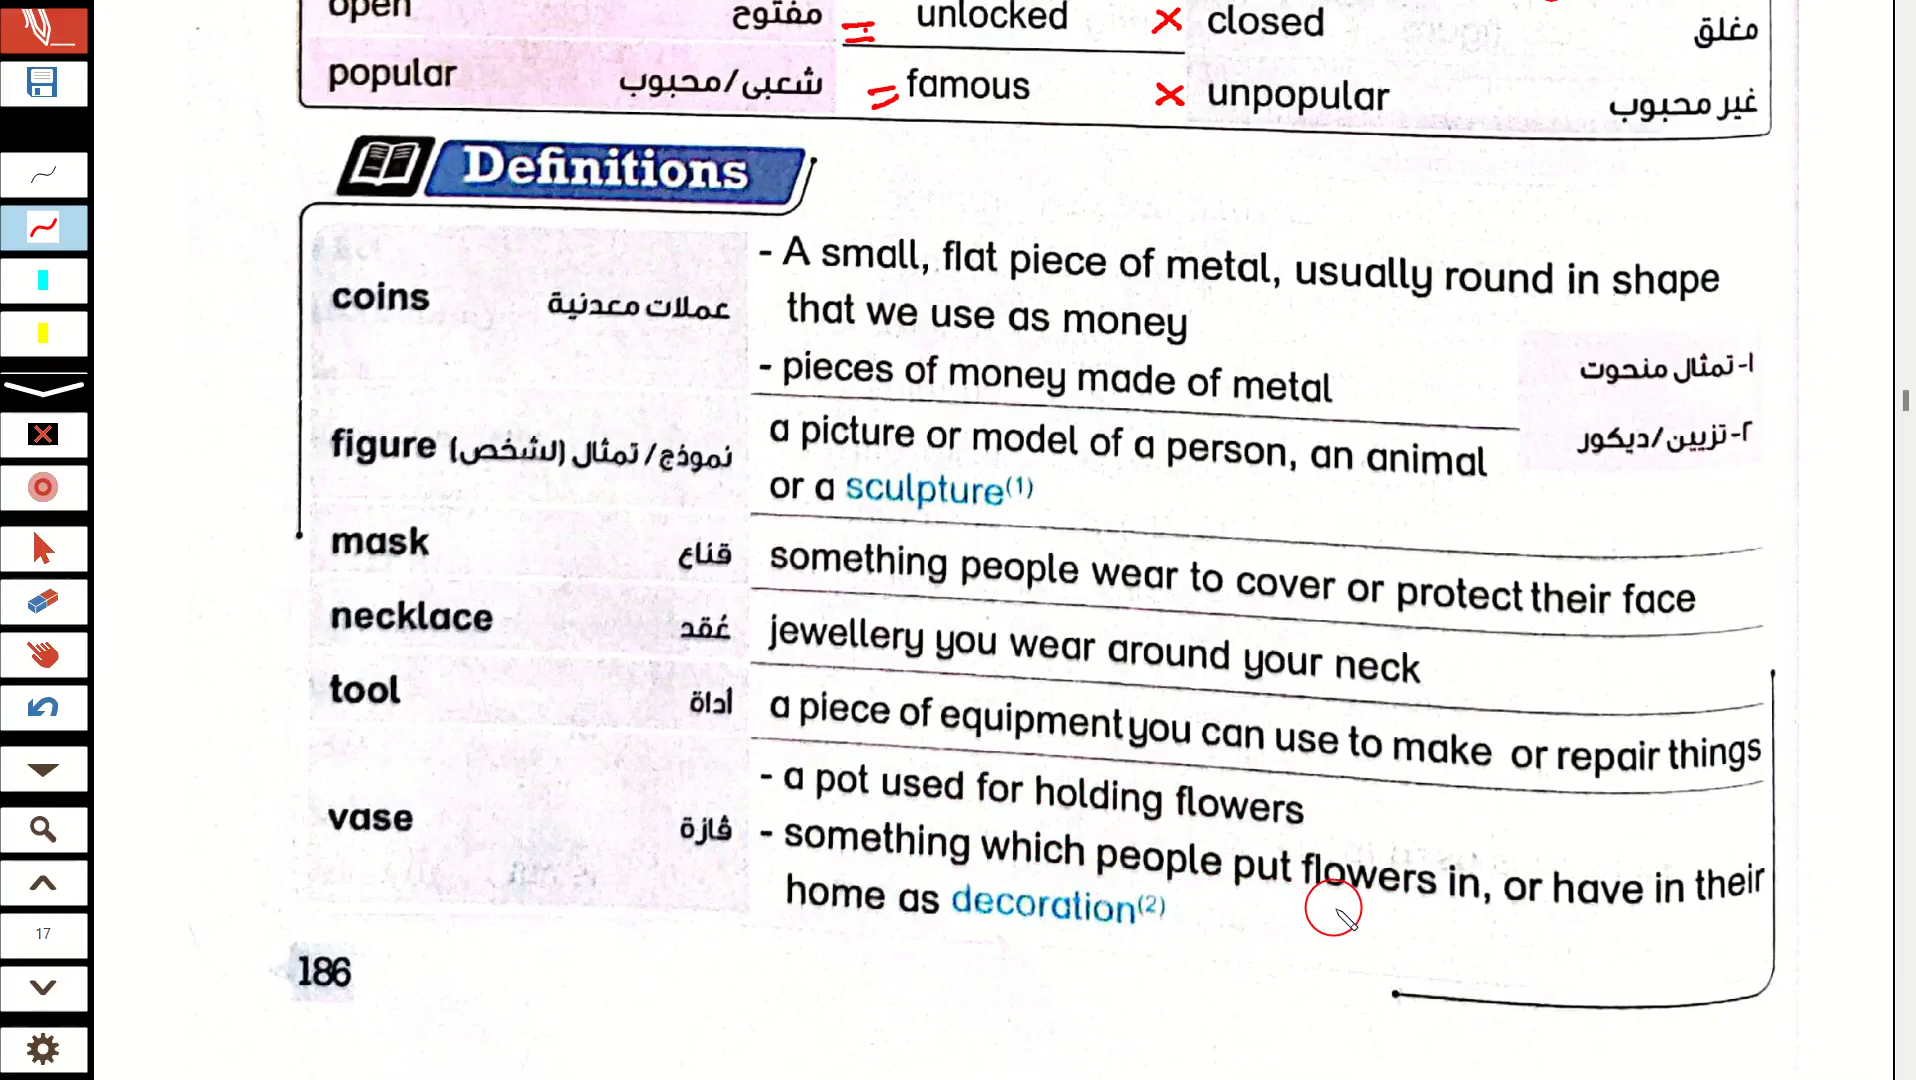 open مفتوح = unlocked × closed مغلق
popular شعبى/محبوب = famous × unpopular غير محبوب
Definitions
coins عملات معدنية
- A small, flat piece of metal, usually round in shape
that we use as money
- pieces of money made of metal
١- تمثال منحوت
٢- تزيين/ديكور
figure نموذج/ تمثال (لشخص)
a picture or model of a person, an animal
or a sculpture(1)
mask قناع something people wear to cover or protect their face
necklace عُقد jewellery you wear around your neck
tool أداة a piece of equipment you can use to make or repair things
vase ڤازة
- a pot used for holding flowers
- something which people put flowers in, or have in their
home as decoration(2)
186
17